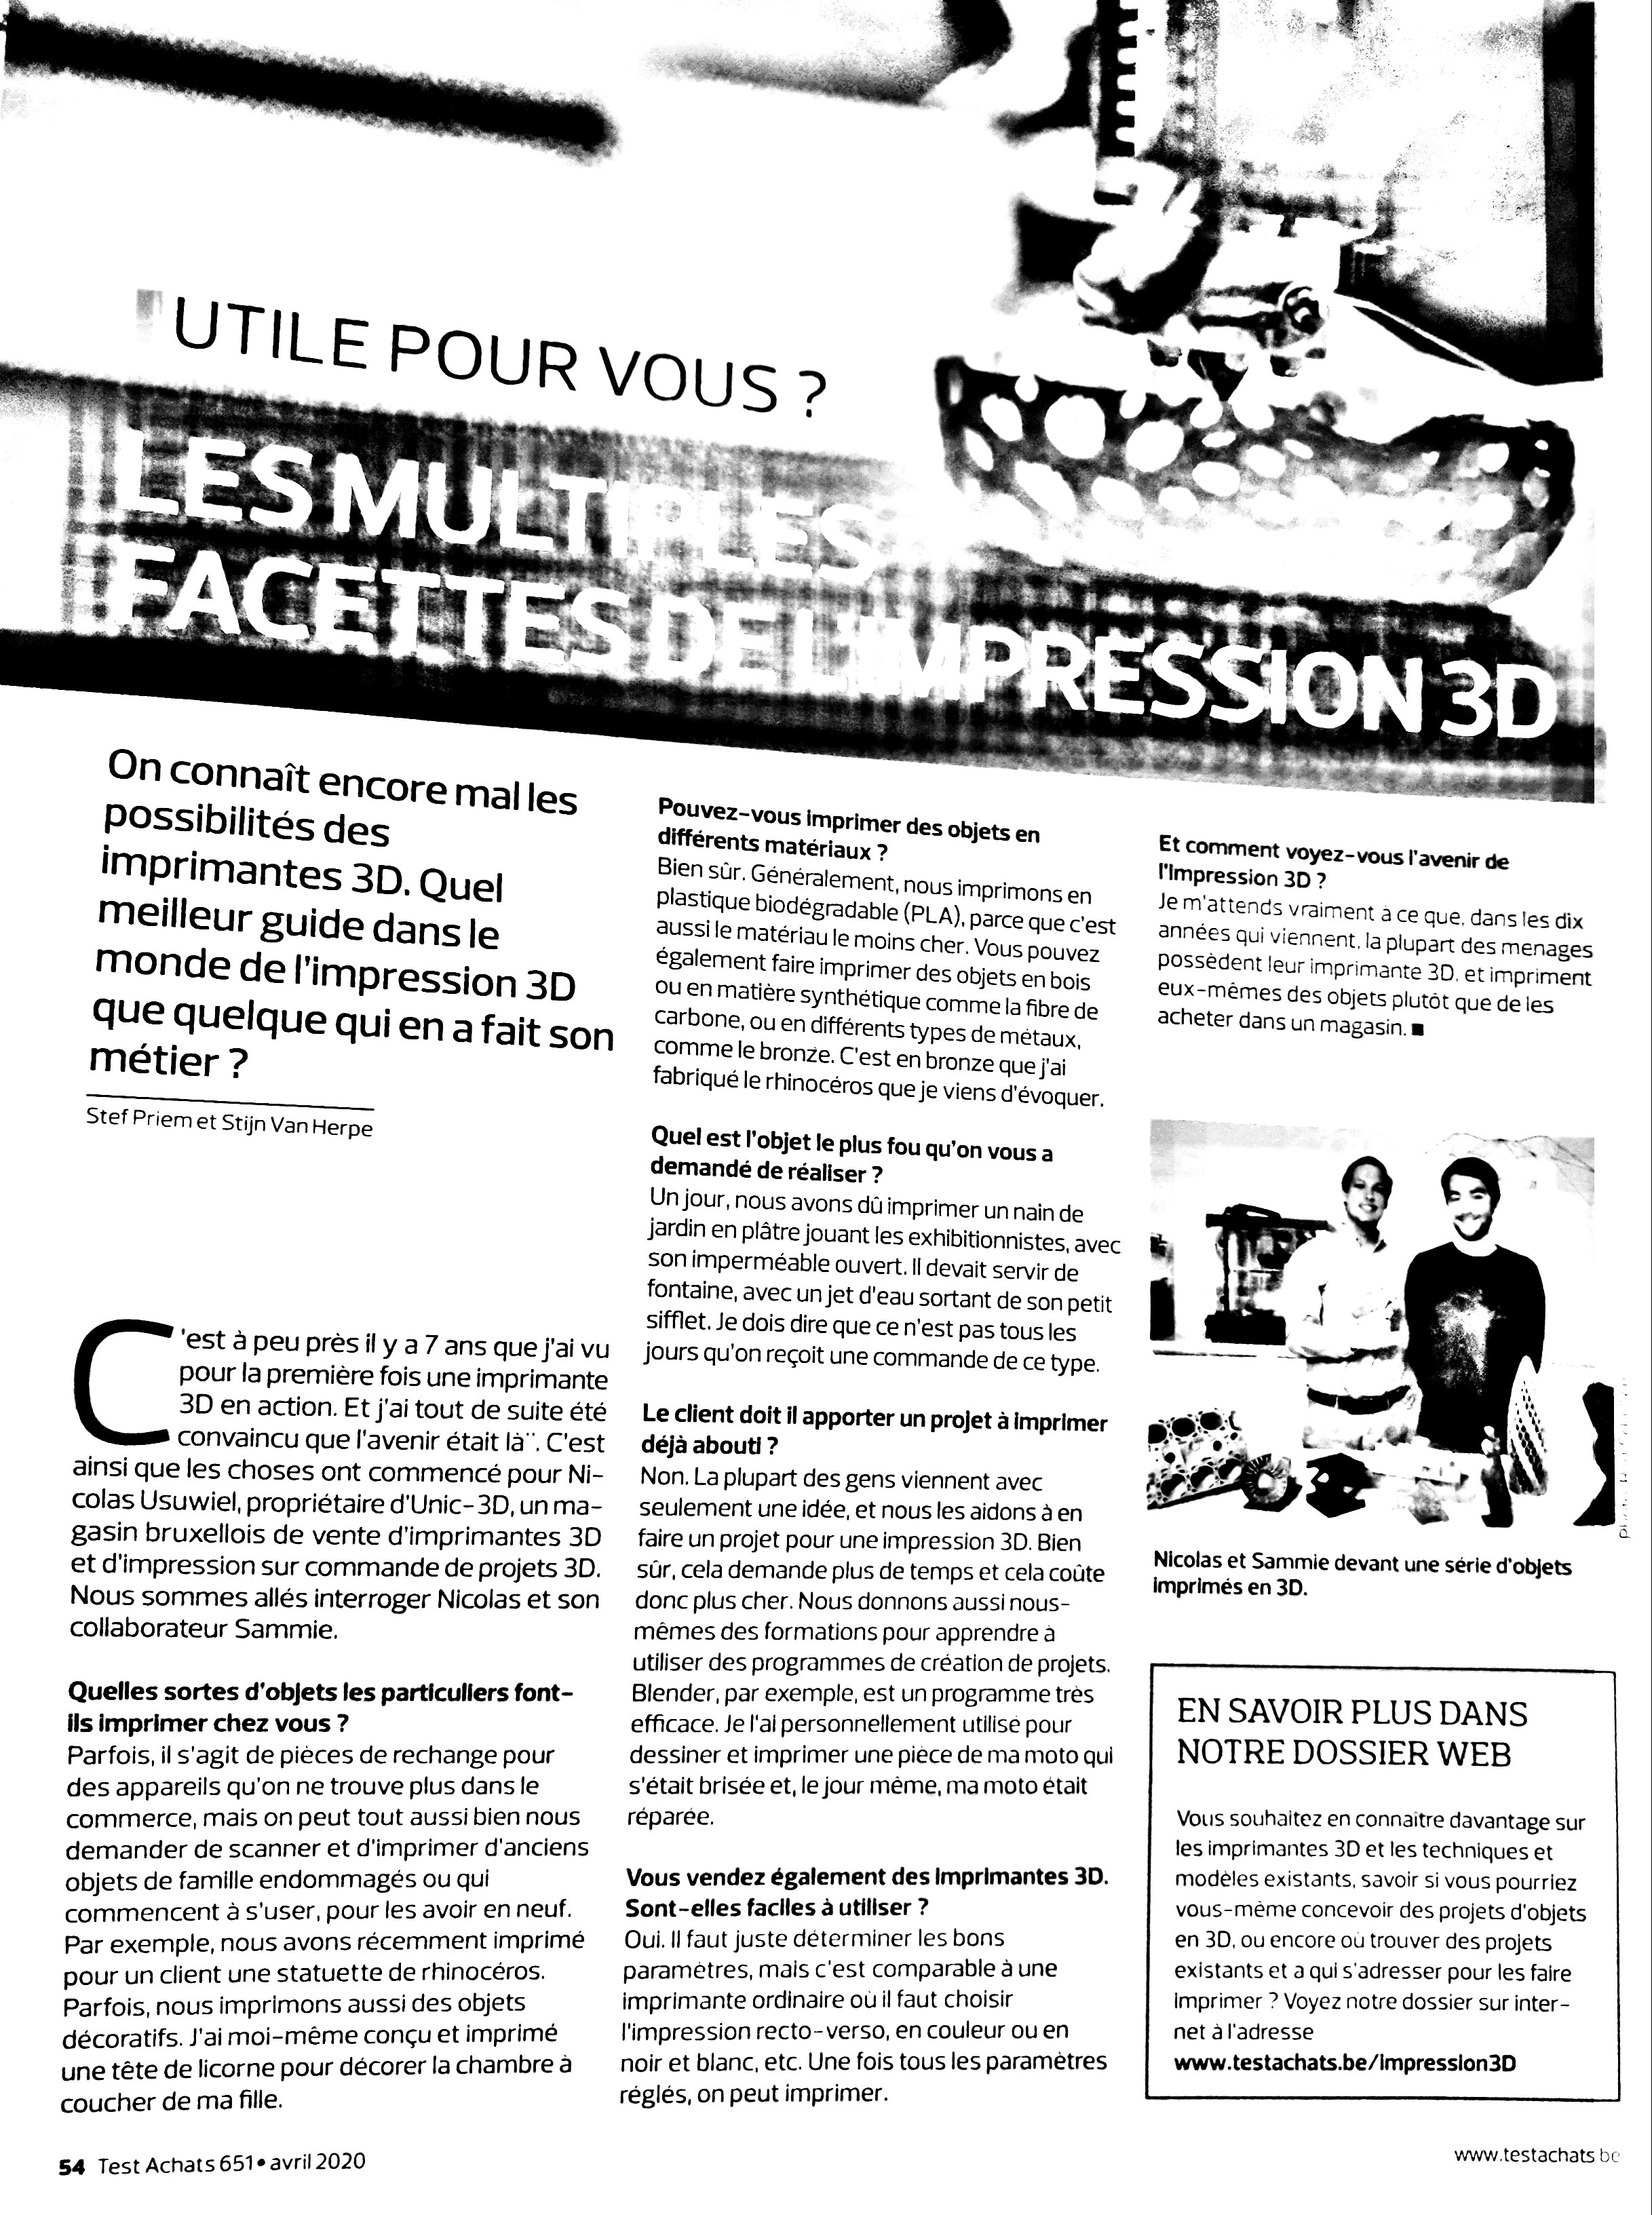 UTILE POUR VOUS ?
LES MULTIPLES
FACETTES DE L'IMPRESSION 3D
On connaît encore mal les
possibilités des
imprimantes 3D. Quel
meilleur guide dans le
monde de l'impression 3D
que quelque qui en a fait son
métier ?
Stef Priem et Stijn Van Herpe
C'est à peu près il y a 7 ans que j'ai vu
pour la première fois une imprimante
3D en action. Et j'ai tout de suite été
convaincu que l'avenir était là¨. C'est
ainsi que les choses ont commencé pour Ni-
colas Usuwiel, propriétaire d'Unic-3D, un ma-
gasin bruxellois de vente d'imprimantes 3D
et d'impression sur commande de projets 3D.
Nous sommes allés interroger Nicolas et son
collaborateur Sammie.
Quelles sortes d'objets les particuliers font-
ils imprimer chez vous ?
Parfois, il s'agit de pièces de rechange pour
des appareils qu'on ne trouve plus dans le
commerce, mais on peut tout aussi bien nous
demander de scanner et d'imprimer d'anciens
objets de famille endommagés ou qui
commencent à s'user, pour les avoir en neuf.
Par exemple, nous avons récemment imprimé
pour un client une statuette de rhinocéros.
Parfois, nous imprimons aussi des objets
décoratifs. J'ai moi-même conçu et imprimé
une tête de licorne pour décorer la chambre à
coucher de ma fille.
Pouvez-vous imprimer des objets en
différents matériaux ?
Bien sûr. Généralement, nous imprimons en
plastique biodégradable (PLA), parce que c'est
aussi le matériau le moins cher. Vous pouvez
également faire imprimer des objets en bois
ou en matière synthétique comme la fibre de
carbone, ou en différents types de métaux,
comme le bronze. C'est en bronze que j'ai
fabriqué le rhinocéros que je viens d'évoquer.
Quel est l'objet le plus fou qu'on vous a
demandé de réaliser ?
Un jour, nous avons dû imprimer un nain de
jardin en plâtre jouant les exhibitionnistes, avec
son imperméable ouvert. Il devait servir de
fontaine, avec un jet d'eau sortant de son petit
sifflet. Je dois dire que ce n'est pas tous les
jours qu'on reçoit une commande de ce type.
Le client doit il apporter un projet à imprimer
déjà abouti ?
Non. La plupart des gens viennent avec
seulement une idée, et nous les aidons à en
faire un projet pour une impression 3D. Bien
sûr, cela demande plus de temps et cela coûte
donc plus cher. Nous donnons aussi nous-
mêmes des formations pour apprendre à
utiliser des programmes de création de projets.
Blender, par exemple, est un programme très
efficace. Je l'ai personnellement utilisé pour
dessiner et imprimer une pièce de ma moto qui
s'était brisée et, le jour même, ma moto était
réparée.
Vous vendez également des imprimantes 3D.
Sont-elles faciles à utiliser ?
Oui. Il faut juste déterminer les bons
paramètres, mais c'est comparable à une
imprimante ordinaire où il faut choisir
l'impression recto-verso, en couleur ou en
noir et blanc, etc. Une fois tous les paramètres
réglés, on peut imprimer.
Et comment voyez-vous l'avenir de
l'Impression 3D ?
Je m'attends vraiment à ce que, dans les dix
années qui viennent, la plupart des menages
possèdent leur imprimante 3D, et impriment
eux-mêmes des objets plutôt que de les
acheter dans un magasin. ■
Nicolas et Sammie devant une série d'objets
imprimés en 3D.
EN SAVOIR PLUS DANS
NOTRE DOSSIER WEB
Vous souhaitez en connaître davantage sur
les imprimantes 3D et les techniques et
modèles existants, savoir si vous pourriez
vous-même concevoir des projets d'objets
en 3D, ou encore où trouver des projets
existants et a qui s'adresser pour les faire
imprimer ? Voyez notre dossier sur inter-
net à l'adresse
www.testachats.be/impression3D
54 Test Achats 651 • avril 2020
www.testachats.be